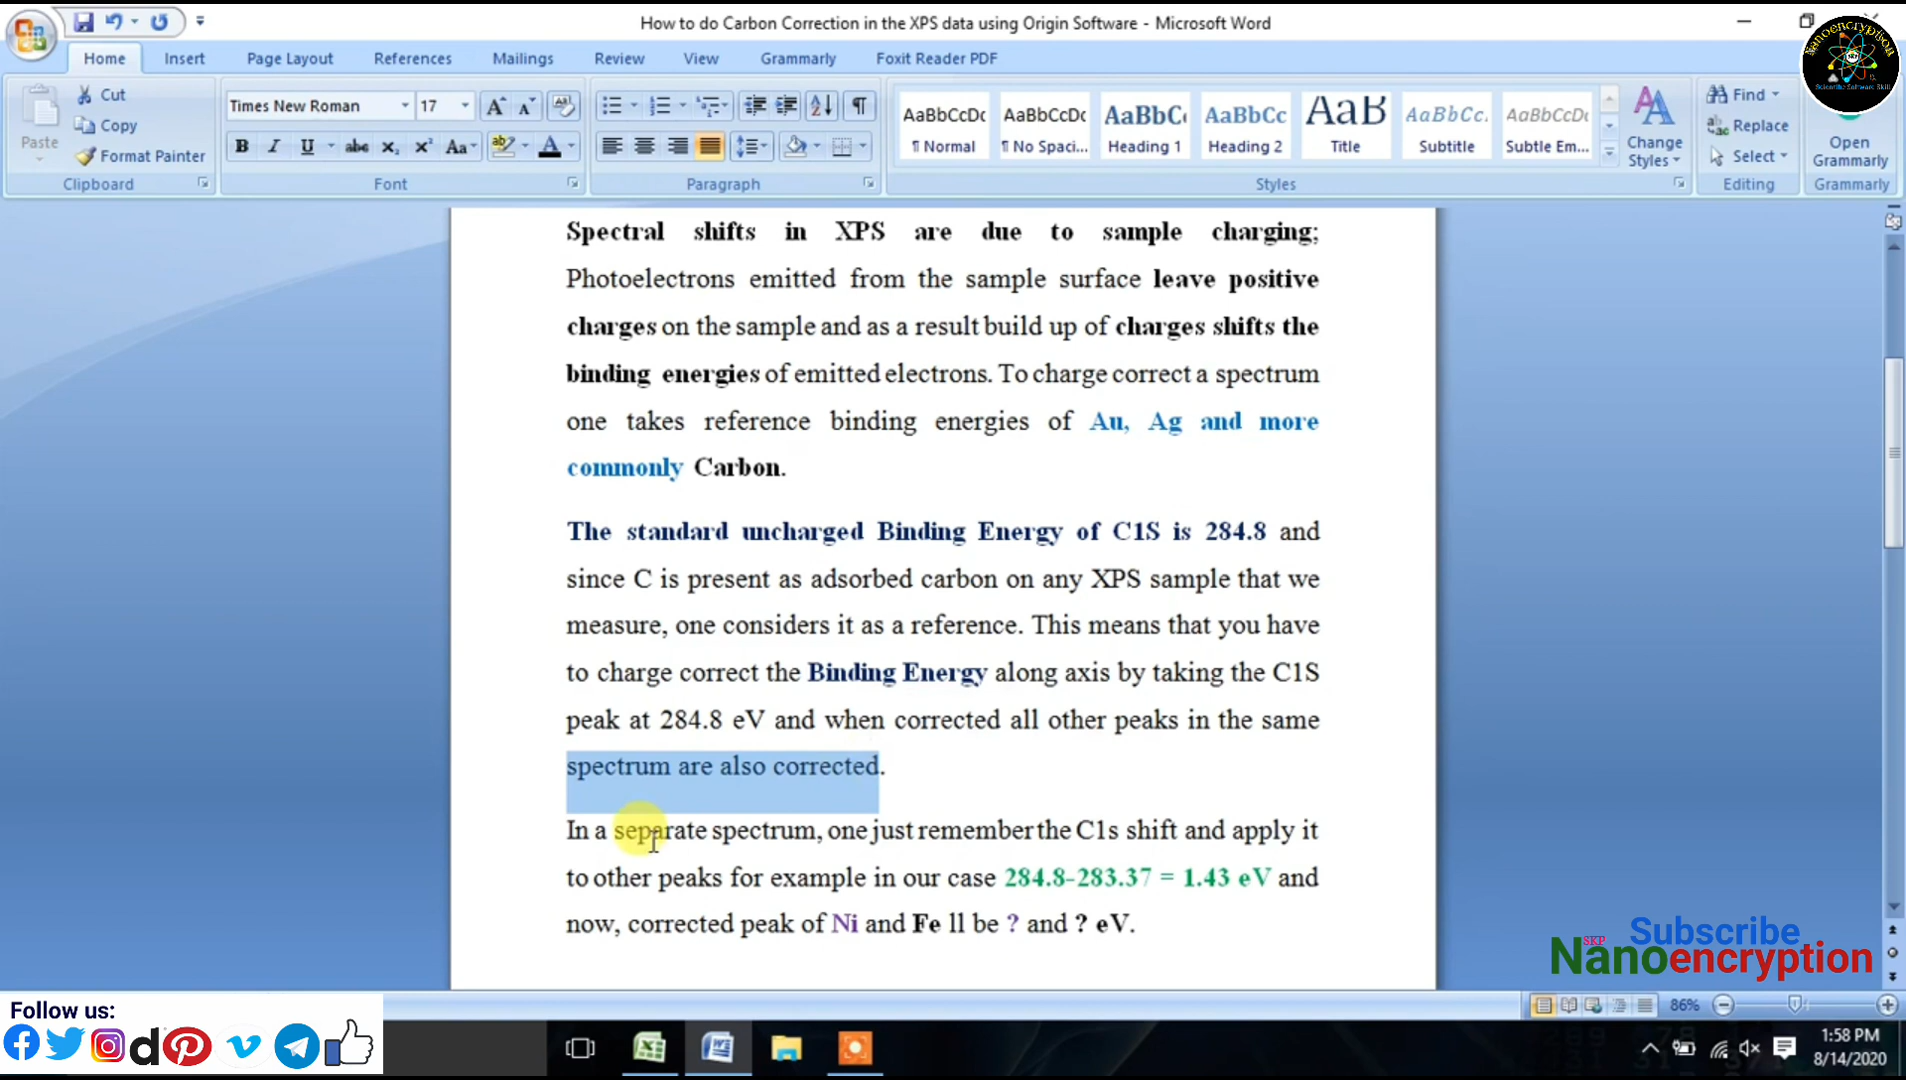 How to do Carbon Correction in the XPS data using Origin Software - Microsoft Word
Home Insert Page Layout References Mailings Review View Grammarly Foxit Reader PDF
Paste
Cut
Copy
Format Painter
Clipboard
Times New Roman 17
Font
Paragraph
AaBbCcDc AaBbCcDc AaBbC AaBbCc AaB AaBbCc. AaBbCcDc
¶ Normal ¶ No Spaci... Heading 1 Heading 2 Title Subtitle Subtle Em...
Change
Styles
Styles
Find
Replace
Select
Editing
Open
Grammarly
Grammarly
Nanoencryption
Scientific Software Skill
Spectral shifts in XPS are due to sample charging;
Photoelectrons emitted from the sample surface leave positive
charges on the sample and as a result build up of charges shifts the
binding energies of emitted electrons. To charge correct a spectrum
one takes reference binding energies of Au, Ag and more
commonly Carbon.
The standard uncharged Binding Energy of C1S is 284.8 and
since C is present as adsorbed carbon on any XPS sample that we
measure, one considers it as a reference. This means that you have
to charge correct the Binding Energy along axis by taking the C1S
peak at 284.8 eV and when corrected all other peaks in the same
spectrum are also corrected.
In a separate spectrum, one just remember the C1s shift and apply it
to other peaks for example in our case 284.8-283.37 = 1.43 eV and
now, corrected peak of Ni and Fe ll be ? and ? eV.
Subscribe
SKP
Nanoencryption
Follow us:
86%
1:58 PM
8/14/2020